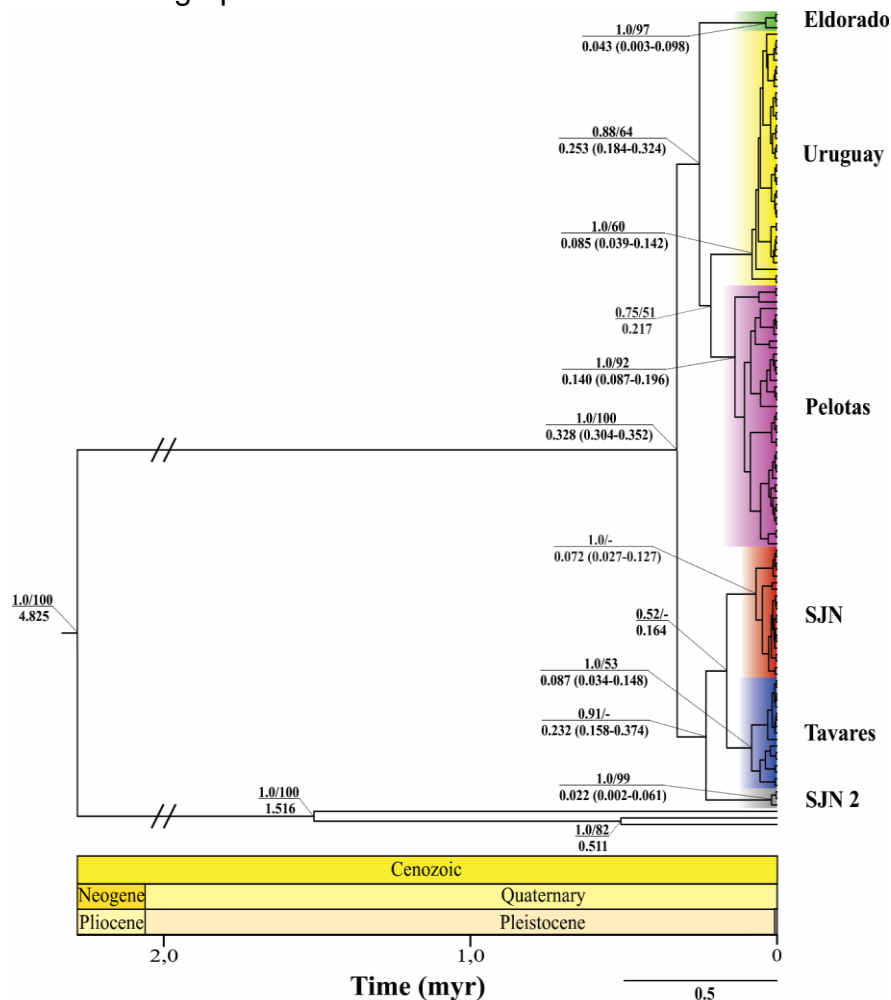 Eldorado
1.0/97
0.043 (0.003-0.098)
0.88/64
0.253 (0.184-0.324)
Uruguay
1.0/60
0.085 (0.039-0.142)
0.75/51
0.217
1.0/92
0.140 (0.087-0.196)
Pelotas
1.0/100
0.328 (0.304-0.352)
1.0/-
0.072 (0.027-0.127)
1.0/100
4.825
SJN
0.52/-
0.164
1.0/53
0.087 (0.034-0.148)
0.91/-
0.232 (0.158-0.374)
Tavares
1.0/99
0.022 (0.002-0.061)
SJN 2
1.0/100
1.516
1.0/82
0.511
Cenozoic
Neogene Quaternary
Pliocene Pleistocene
2,0 1,0 0
Time (myr)
0.5